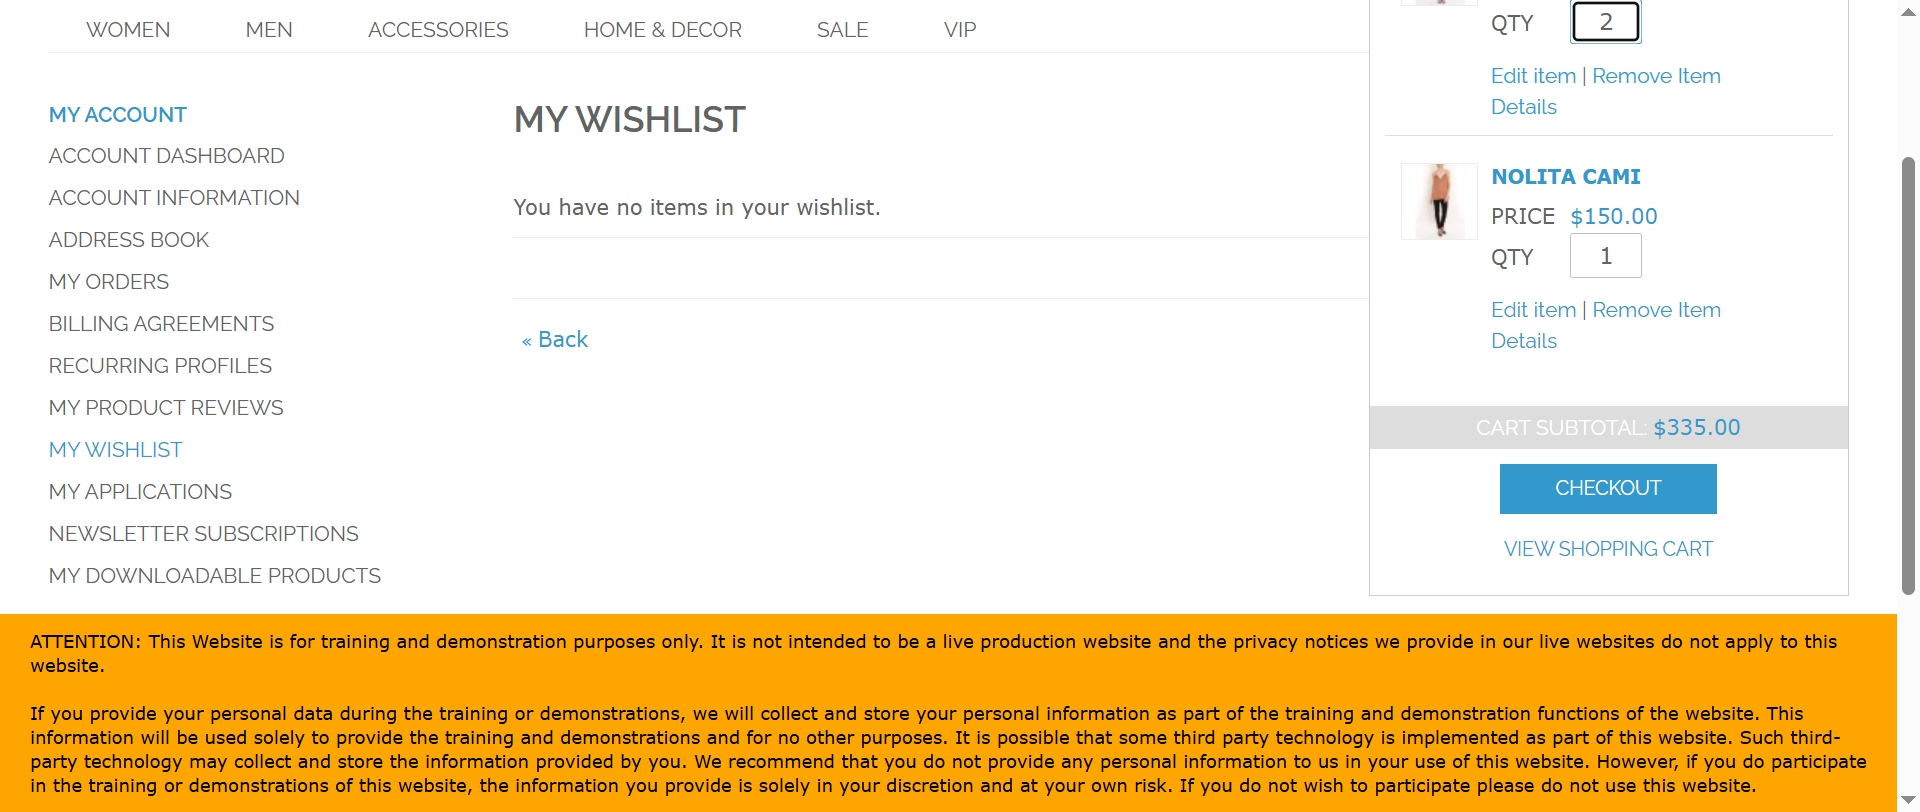 WOMEN MEN ACCESSORIES HOME & DECOR SALE VIP
MY ACCOUNT
ACCOUNT DASHBOARD
ACCOUNT INFORMATION
ADDRESS BOOK
MY ORDERS
BILLING AGREEMENTS
RECURRING PROFILES
MY PRODUCT REVIEWS
MY WISHLIST
MY APPLICATIONS
NEWSLETTER SUBSCRIPTIONS
MY DOWNLOADABLE PRODUCTS
MY WISHLIST
You have no items in your wishlist.
« Back
QTY 2
Edit item | Remove Item
Details
NOLITA CAMI
PRICE $150.00
QTY 1
Edit item | Remove Item
Details
CART SUBTOTAL: $335.00
CHECKOUT
VIEW SHOPPING CART
ATTENTION: This Website is for training and demonstration purposes only. It is not intended to be a live production website and the privacy notices we provide in our live websites do not apply to this
website.
If you provide your personal data during the training or demonstrations, we will collect and store your personal information as part of the training and demonstration functions of the website. This
information will be used solely to provide the training and demonstrations and for no other purposes. It is possible that some third party technology is implemented as part of this website. Such third-
party technology may collect and store the information provided by you. We recommend that you do not provide any personal information to us in your use of this website. However, if you do participate
in the training or demonstrations of this website, the information you provide is solely in your discretion and at your own risk. If you do not wish to participate please do not use this website.